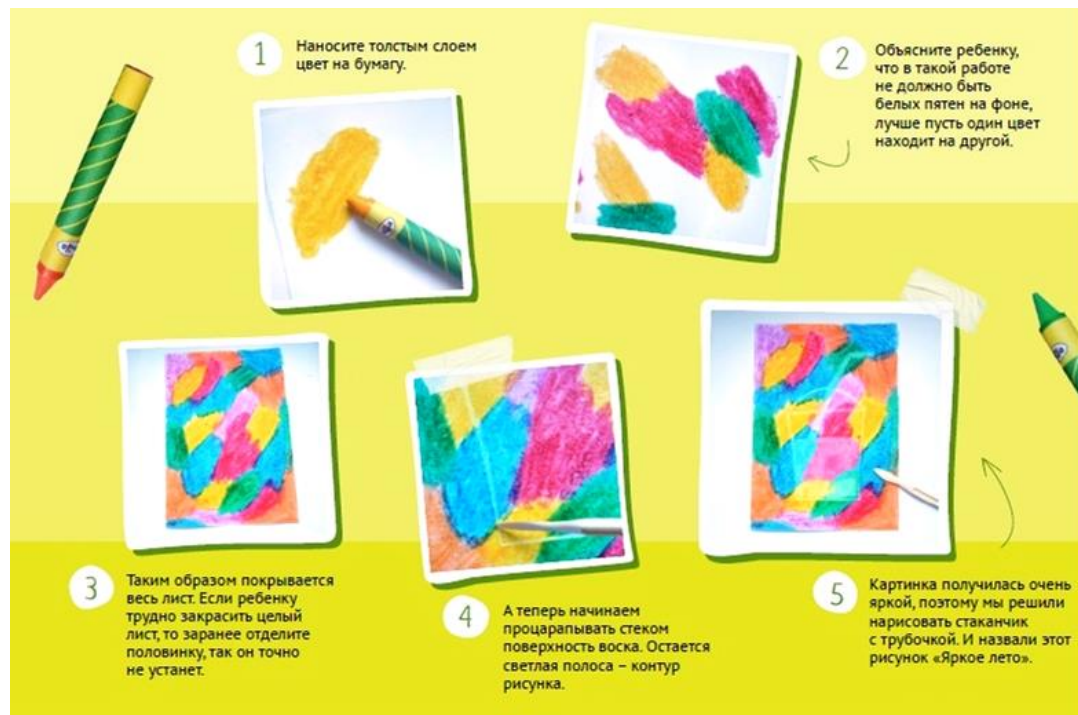 1
Наносите толстым слоем
цвет на бумагу.
2
Объясните ребенку,
что в такой работе
не должно быть
белых пятен на фоне,
лучше пусть один цвет
находит на другой.
3
Таким образом покрывается
весь лист. Если ребенку
трудно закрасить целый
лист, то заранее отделите
половинку, так он точно
не устанет.
4
А теперь начинаем
процарапывать стеком
поверхность воска. Остается
светлая полоса – контур
рисунка.
5
Картинка получилась очень
яркой, поэтому мы решили
нарисовать стаканчик
с трубочкой. И назвали этот
рисунок «Яркое лето».